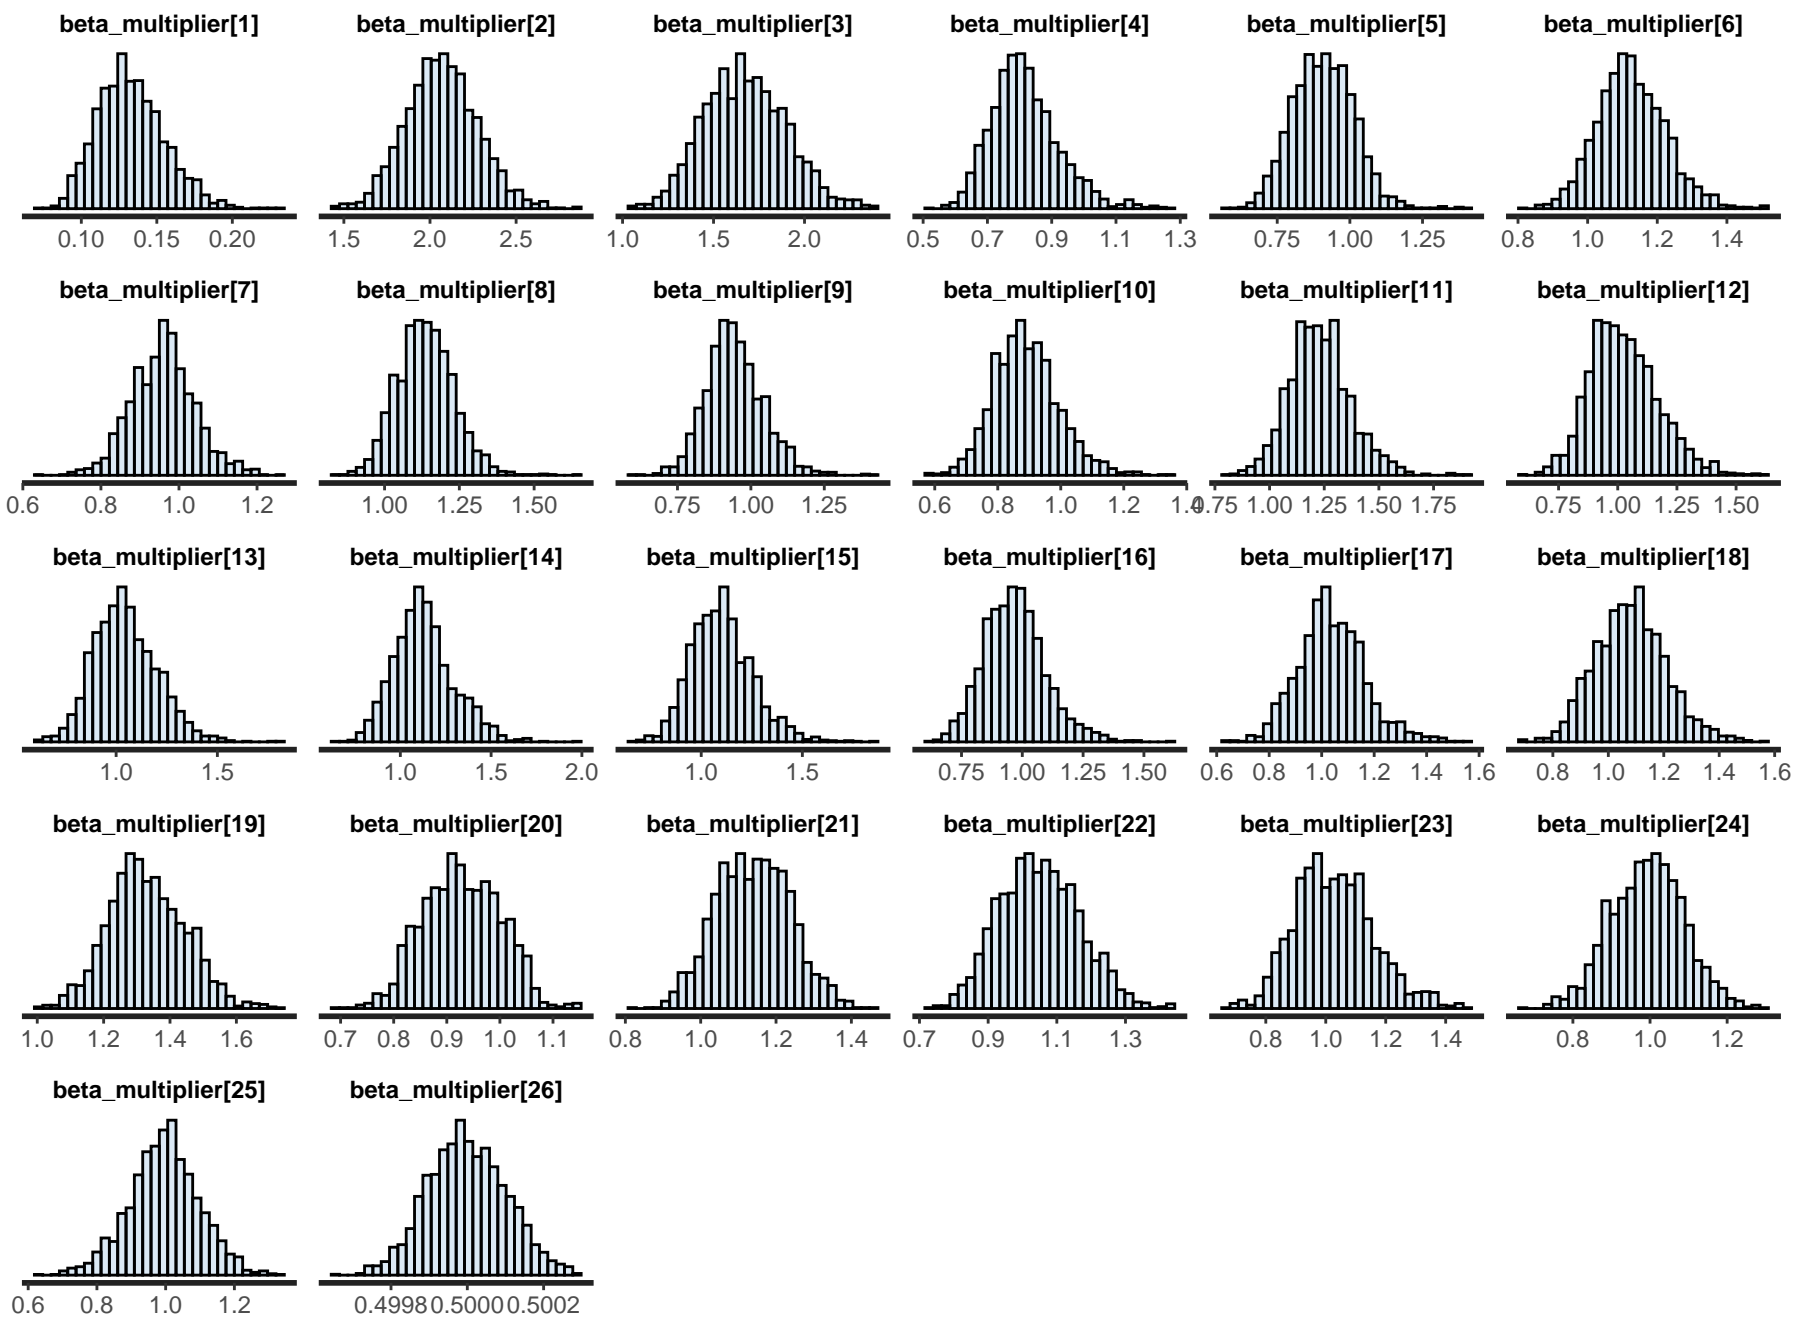 beta_multiplier[1] beta_multiplier[2] beta_multiplier[3] beta_multiplier[4] beta_multiplier[5] beta_multiplier[6]
0.10 0.15 0.20 1.5 2.0 2.5 1.0 1.5 2.0 0.5 0.7 0.9 1.1 1.3 0.75 1.00 1.25 0.8 1.0 1.2 1.4
beta_multiplier[7] beta_multiplier[8] beta_multiplier[9] beta_multiplier[10] beta_multiplier[11] beta_multiplier[12]
0.6 0.8 1.0 1.2 1.00 1.25 1.50 0.75 1.00 1.25 0.6 0.8 1.0 1.2 1.4 0.75 1.00 1.25 1.50 1.75 0.75 1.00 1.25 1.50
beta_multiplier[13] beta_multiplier[14] beta_multiplier[15] beta_multiplier[16] beta_multiplier[17] beta_multiplier[18]
1.0 1.5 1.0 1.5 2.0 1.0 1.5 0.75 1.00 1.25 1.50 0.6 0.8 1.0 1.2 1.4 1.6 0.8 1.0 1.2 1.4 1.6
beta_multiplier[19] beta_multiplier[20] beta_multiplier[21] beta_multiplier[22] beta_multiplier[23] beta_multiplier[24]
1.0 1.2 1.4 1.6 0.7 0.8 0.9 1.0 1.1 0.8 1.0 1.2 1.4 0.7 0.9 1.1 1.3 0.8 1.0 1.2 1.4 0.8 1.0 1.2
beta_multiplier[25] beta_multiplier[26]
0.6 0.8 1.0 1.2 0.4998 0.5000 0.5002